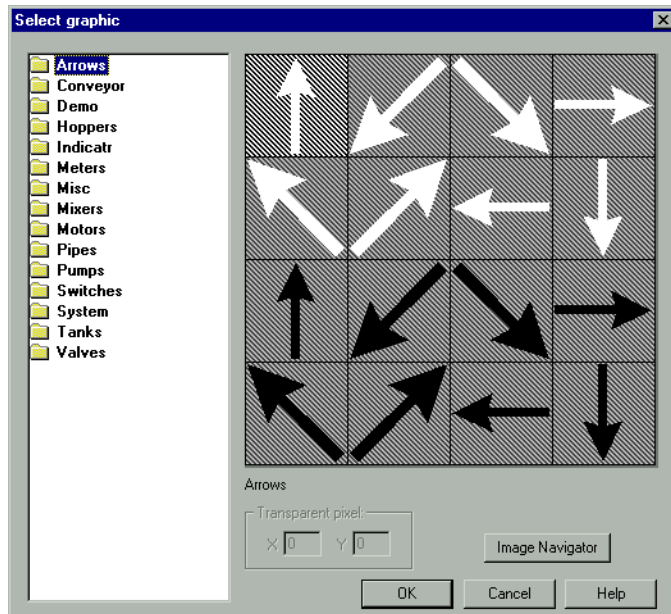 Select graphic
Arrows
Conveyor
Demo
Hoppers
Indicatr
Meters
Misc
Mixers
Motors
Pipes
Pumps
Switches
System
Tanks
Valves
Arrows
Transparent pixel:
X 0 Y 0
Image Navigator
OK Cancel Help